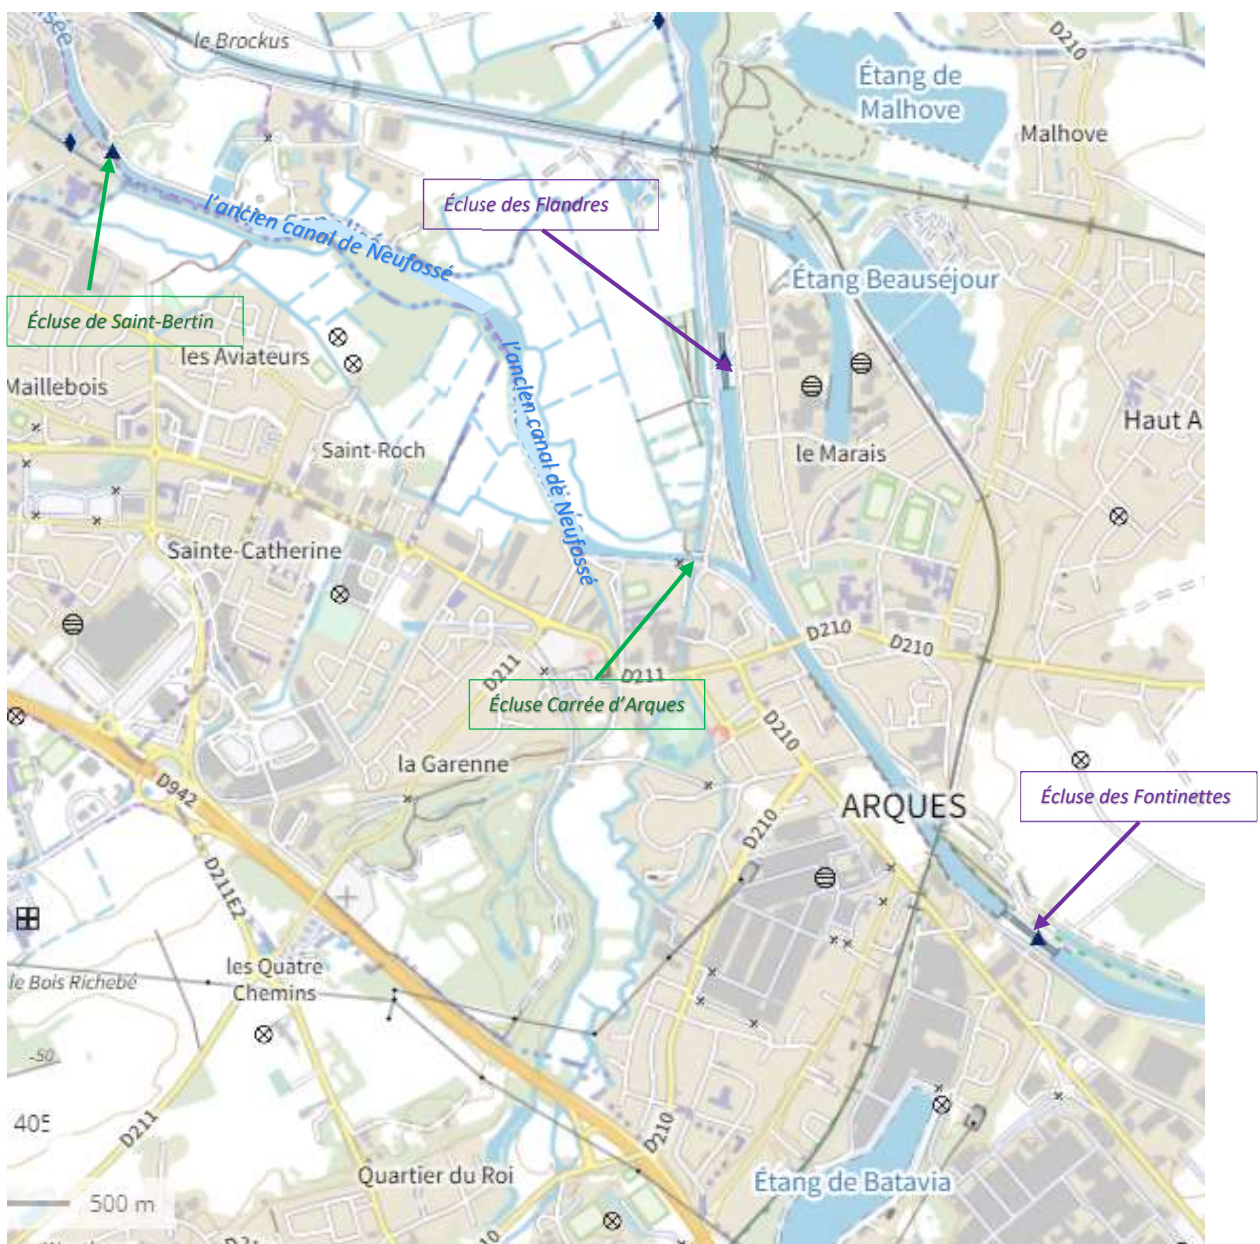 le Brockus
D210
Étang de
Malhove
Malhove
Écluse des Flandres
l'ancien canal de Neufossé
Étang Beauséjour
Écluse de Saint-Bertin
les Aviateurs
Maillebois
l'ancien canal de Neufossé
Haut A
Saint-Roch
le Marais
Sainte-Catherine
D210
D210
D211
D211
Écluse Carrée d'Arques
D210
la Garenne
D942
ARQUES
Écluse des Fontinettes
D210
D211E2
les Quatre
Chemins
le Bois Richebé
50
405
D211
D210
Quartier du Roi
Étang de Batavia
500 m